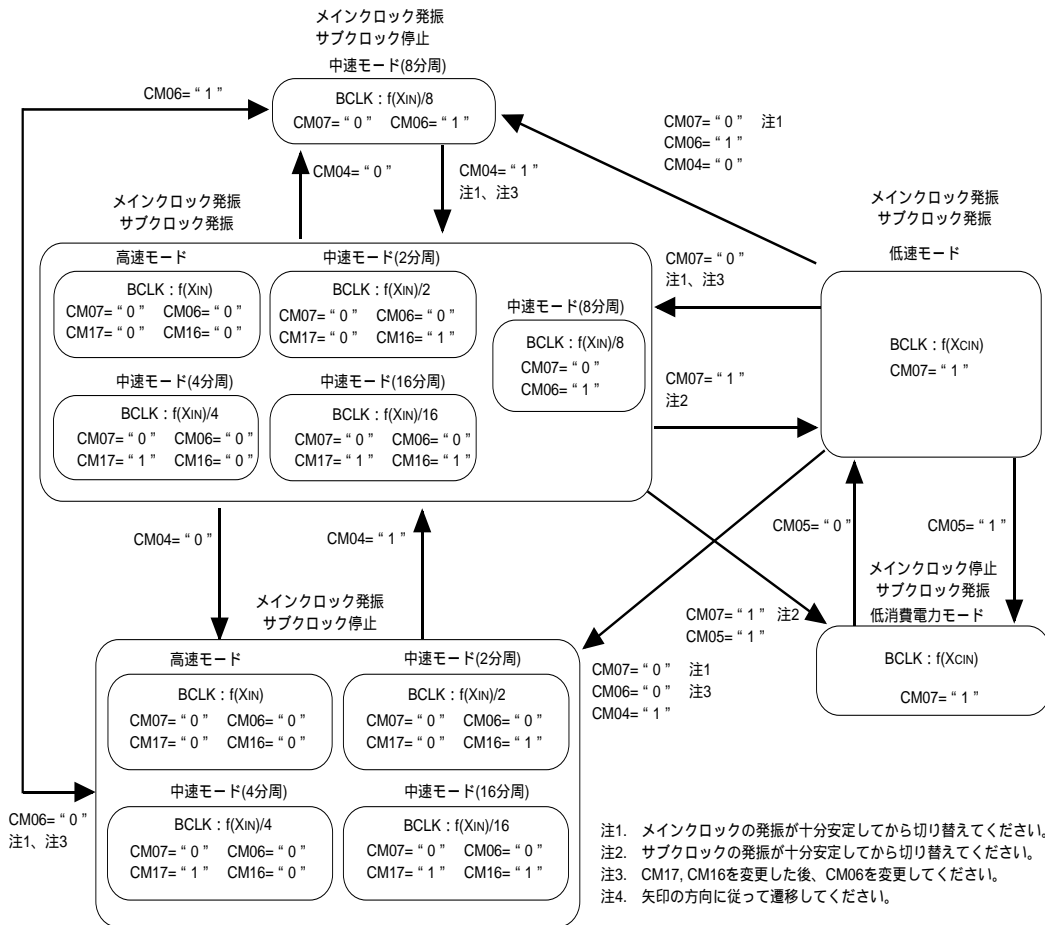 メインクロック発振
サブクロック停止
中速モード(8分周)
BCLK : f(XIN)/8
CM07= “ 0 ” CM06= “ 1 ”
CM06= “ 1 ”
CM07= “ 0 ” 注1
CM06= “ 1 ”
CM04= “ 0 ”
CM04= “ 0 ”
CM04= “ 1 ”
注1、注3
メインクロック発振
サブクロック発振
高速モード
BCLK : f(XIN)
CM07= “ 0 ” CM06= “ 0 ”
CM17= “ 0 ” CM16= “ 0 ”
中速モード(2分周)
BCLK : f(XIN)/2
CM07= “ 0 ” CM06= “ 0 ”
CM17= “ 0 ” CM16= “ 1 ”
中速モード(8分周)
BCLK : f(XIN)/8
CM07= “ 0 ”
CM06= “ 1 ”
中速モード(4分周)
BCLK : f(XIN)/4
CM07= “ 0 ” CM06= “ 0 ”
CM17= “ 1 ” CM16= “ 0 ”
中速モード(16分周)
BCLK : f(XIN)/16
CM07= “ 0 ” CM06= “ 0 ”
CM17= “ 1 ” CM16= “ 1 ”
CM07= “ 0 ”
注1、注3
CM07= “ 1 ”
注2
メインクロック発振
サブクロック発振
低速モード
BCLK : f(XCIN)
CM07= “ 1 ”
CM04= “ 0 ”
CM04= “ 1 ”
CM05= “ 0 ”
CM05= “ 1 ”
メインクロック停止
サブクロック発振
低消費電力モード
BCLK : f(XCIN)
CM07= “ 1 ”
CM07= “ 1 ” 注2
CM05= “ 1 ”
CM07= “ 0 ” 注1
CM06= “ 0 ” 注3
CM04= “ 1 ”
メインクロック発振
サブクロック停止
高速モード
BCLK : f(XIN)
CM07= “ 0 ” CM06= “ 0 ”
CM17= “ 0 ” CM16= “ 0 ”
中速モード(2分周)
BCLK : f(XIN)/2
CM07= “ 0 ” CM06= “ 0 ”
CM17= “ 0 ” CM16= “ 1 ”
中速モード(4分周)
BCLK : f(XIN)/4
CM07= “ 0 ” CM06= “ 0 ”
CM17= “ 1 ” CM16= “ 0 ”
中速モード(16分周)
BCLK : f(XIN)/16
CM07= “ 0 ” CM06= “ 0 ”
CM17= “ 1 ” CM16= “ 1 ”
CM06= “ 0 ”
注1、注3
注1. メインクロックの発振が十分安定してから切り替えてください。
注2. サブクロックの発振が十分安定してから切り替えてください。
注3. CM17, CM16を変更した後、CM06を変更してください。
注4. 矢印の方向に従って遷移してください。